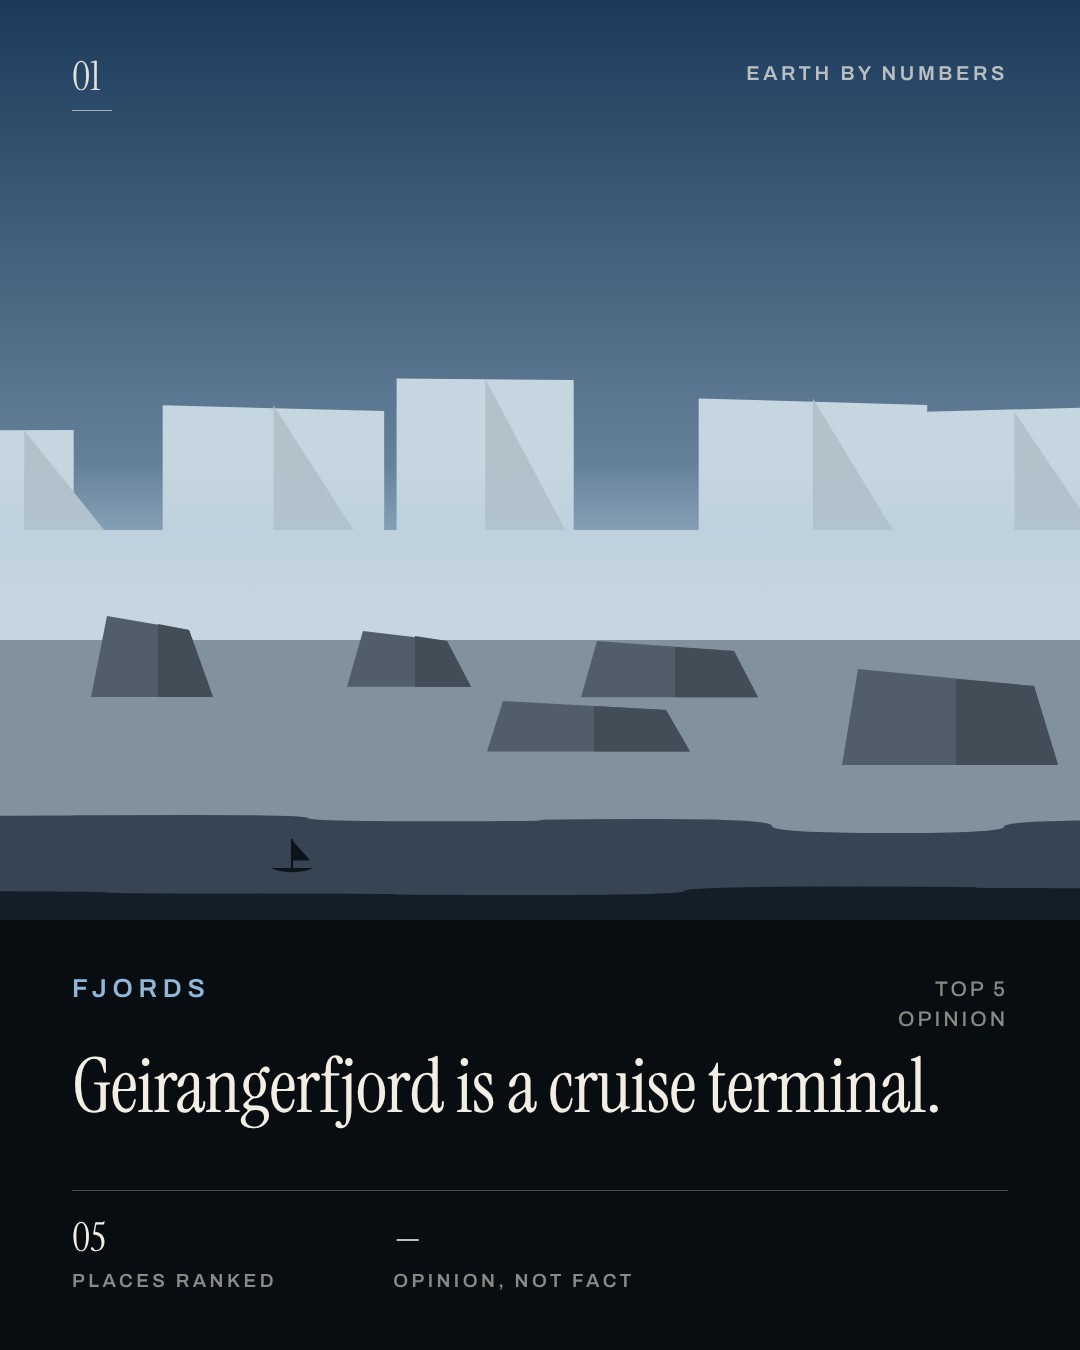 01
EARTH BY NUMBERS
FJORDS
TOP 5
OPINION
Geirangerfjord is a cruise terminal.
05
—
PLACES RANKED
OPINION, NOT FACT